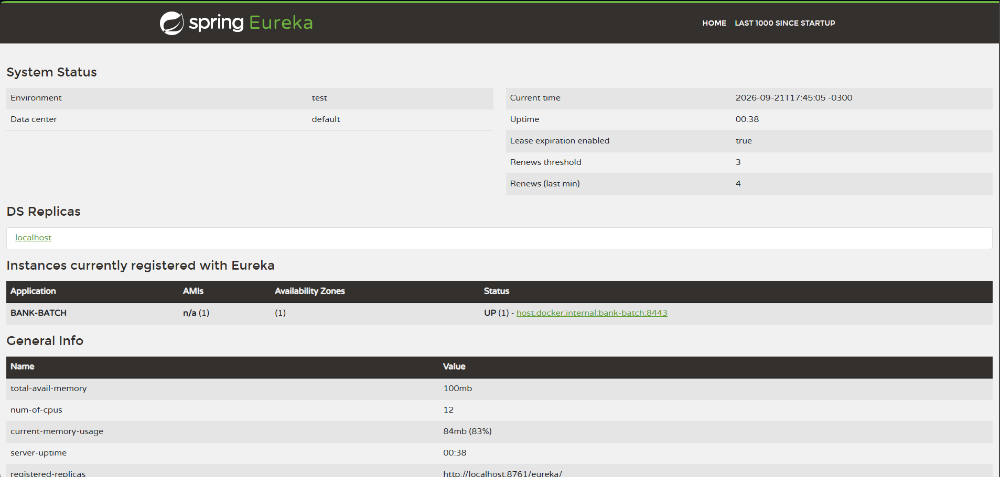 spring Eureka
HOME LAST 1000 SINCE STARTUP
System Status
Environment test
Data center default
Current time 2026-09-21T17:45:05 -0300
Uptime 00:38
Lease expiration enabled true
Renews threshold 3
Renews (last min) 4
DS Replicas
localhost
Instances currently registered with Eureka
Application AMIs Availability Zones Status
BANK-BATCH n/a (1) (1) UP (1) - host.docker.internal:bank-batch:8443
General Info
Name Value
total-avail-memory 100mb
num-of-cpus 12
current-memory-usage 84mb (83%)
server-uptime 00:38
registered-replicas http://localhost:8761/eureka/